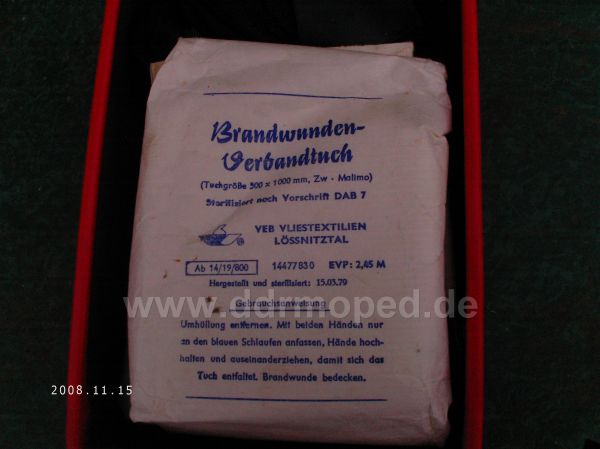 Brandwunden-
Verbandtuch
(Tuchgröße 500 x 1000 mm, Zw - Malimo)
Sterilisiert nach Vorschrift DAB 7
VEB VLIESTEXTILIEN
LÖSSNITZTAL
Ab 14/19/800 14477830 EVP: 2,45 M
Hergestellt und sterilisiert: 15.03.79
www.ddrmoped.de
Gebrauchsanweisung
Umhüllung entfernen. Mit beiden Händen nur
an den blauen Schlaufen anfassen, Hände hoch-
halten und auseinanderziehen, damit sich das
Tuch entfaltet. Brandwunde bedecken.
2008.11.15